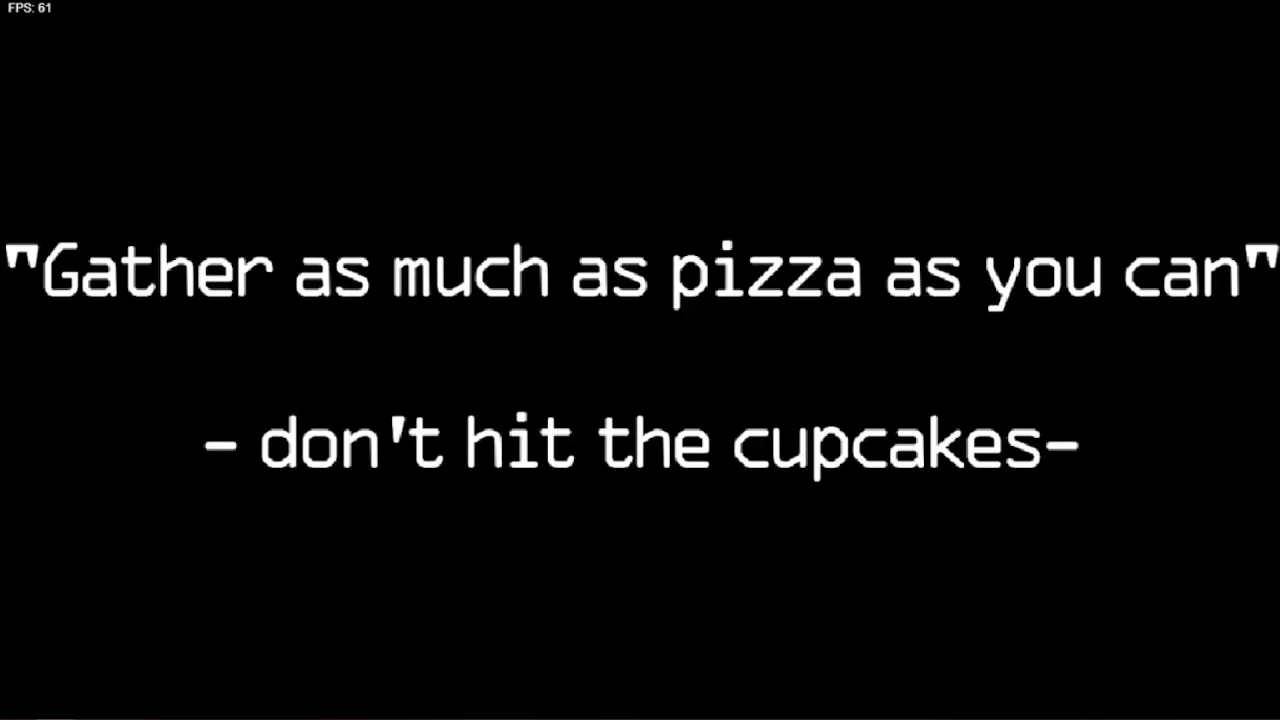 FPS: 61
"Gather as much as pizza as you can"
- don't hit the cupcakes-